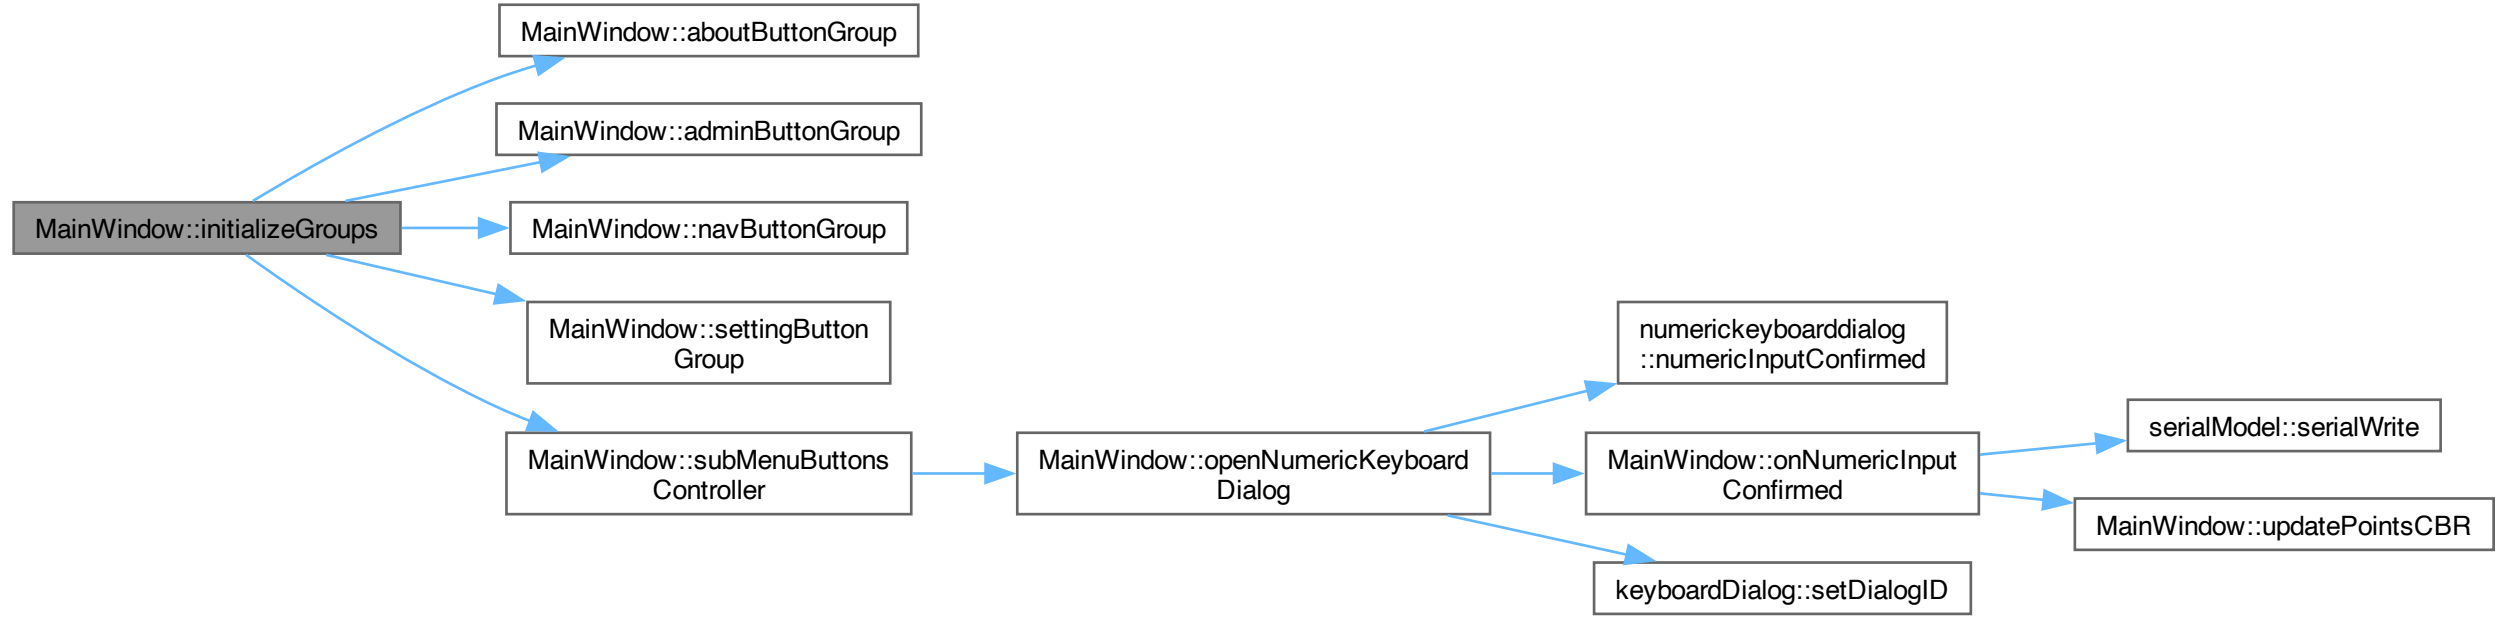 MainWindow::initializeGroups
MainWindow::aboutButtonGroup
MainWindow::adminButtonGroup
MainWindow::navButtonGroup
MainWindow::settingButton
Group
MainWindow::subMenuButtons
Controller
MainWindow::openNumericKeyboard
Dialog
numerickeyboarddialog
::numericInputConfirmed
MainWindow::onNumericInput
Confirmed
keyboardDialog::setDialogID
serialModel::serialWrite
MainWindow::updatePointsCBR